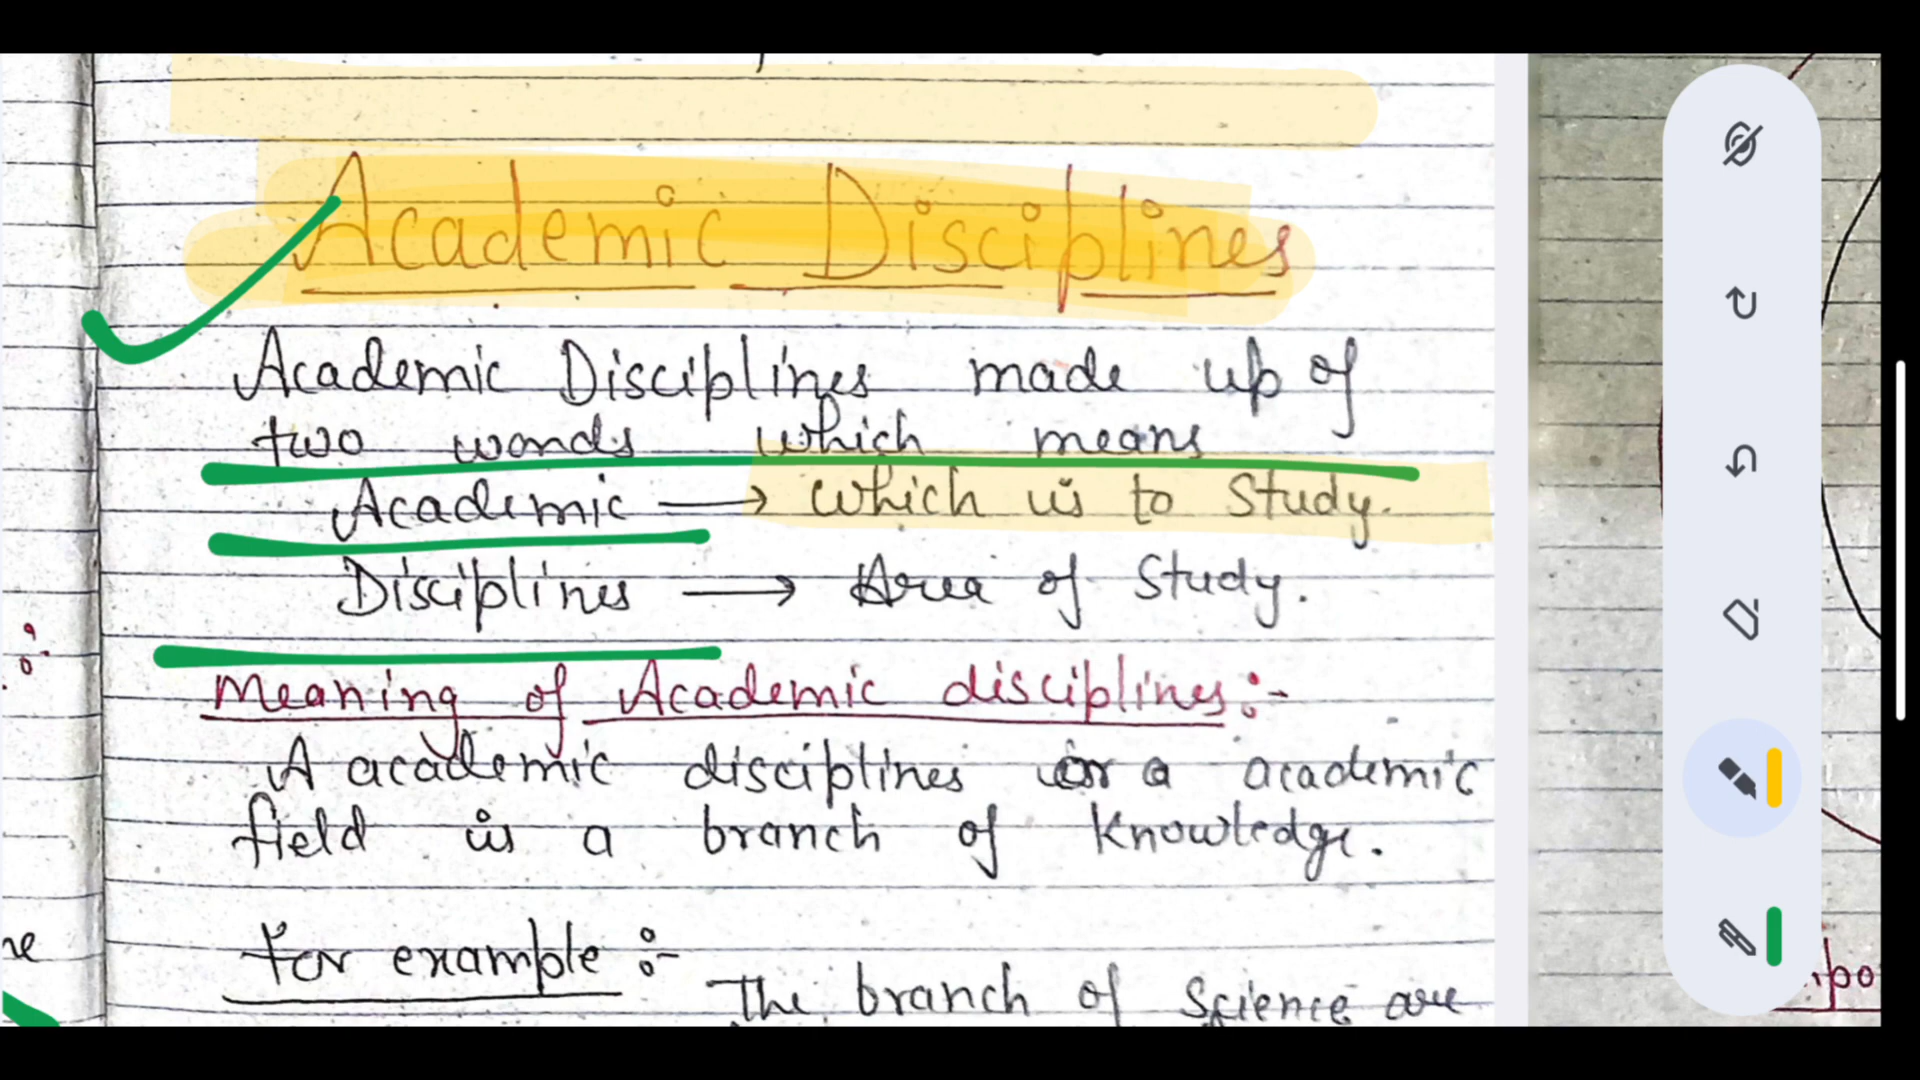 Academic Disciplines
Academic Disciplines made up of
two words which means
Academic → which is to Study.
Disciplines → Area of Study.
Meaning of Academic disciplines :-
A academic disciplines or a academic
field is a branch of Knowledge.
For example :-
The branch of Science are